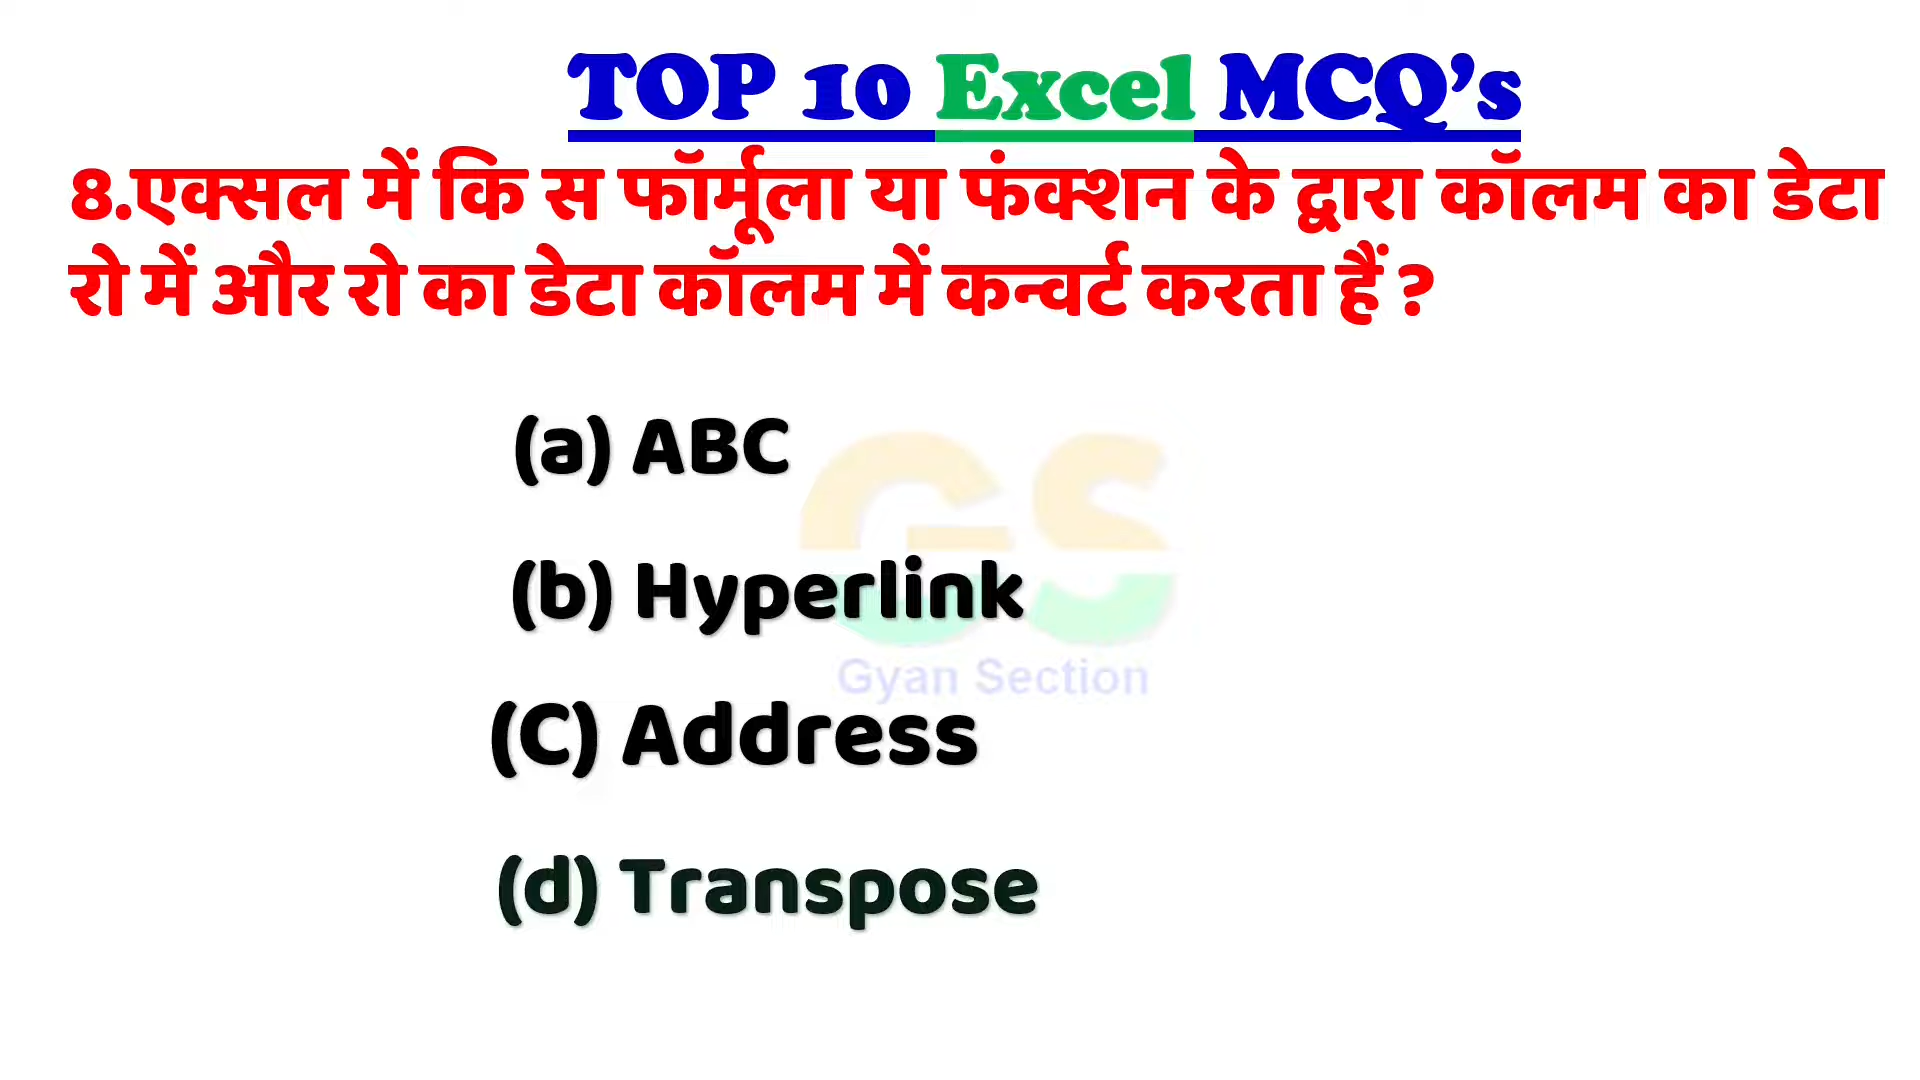 TOP 10 Excel MCQ’s
8.एक्सल में कि स फॉर्मूला या फंक्शन के द्वारा कॉलम का डेटा
रो में और रो का डेटा कॉलम में कन्वर्ट करता हैं ?
(a) ABC
(b) Hyperlink
(C) Address
(d) Transpose
GS
Gyan Section